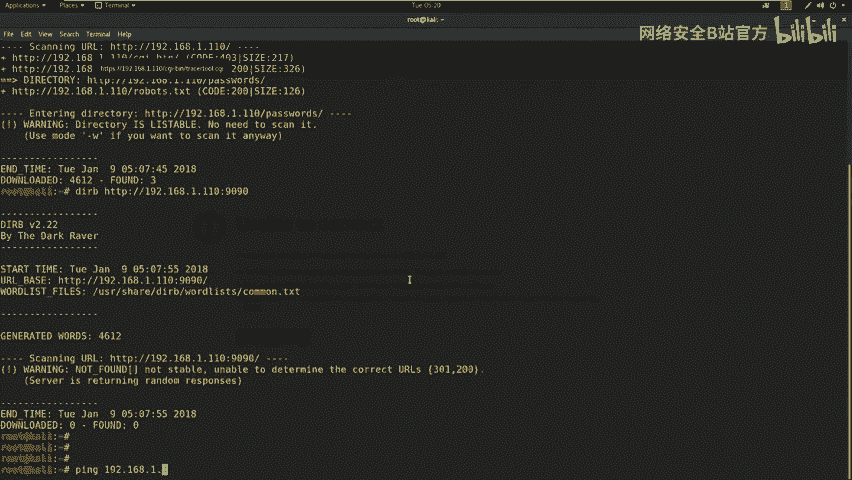 Applications ▾ Places ▾ Terminal ▾ Tue 05:20 1
root@kali: ~
File Edit View Search Terminal Help
网络安全B站官方 bilibili
---- Scanning URL: http://192.168.1.110/ ----
+ http://192.168.1.110/cgi-bin/ (CODE:403|SIZE:217)
+ http://192.168 200|SIZE:326)
https://192.168.1.110/cgi-bin/tracertool.cgi
==> DIRECTORY: http://192.168.1.110/passwords/
+ http://192.168.1.110/robots.txt (CODE:200|SIZE:126)
---- Entering directory: http://192.168.1.110/passwords/ ----
(!) WARNING: Directory IS LISTABLE. No need to scan it.
(Use mode '-w' if you want to scan it anyway)
-----------------
END_TIME: Tue Jan  9 05:07:45 2018
DOWNLOADED: 4612 - FOUND: 3
root@kali:~# dirb http://192.168.1.110:9090
-----------------
DIRB v2.22
By The Dark Raver
-----------------
START_TIME: Tue Jan  9 05:07:55 2018
URL_BASE: http://192.168.1.110:9090/
WORDLIST_FILES: /usr/share/dirb/wordlists/common.txt
-----------------
GENERATED WORDS: 4612
---- Scanning URL: http://192.168.1.110:9090/ ----
(!) WARNING: NOT_FOUND[] not stable, unable to determine the correct URLs {301,200}.
(Server is returning random responses)
-----------------
END_TIME: Tue Jan  9 05:07:55 2018
DOWNLOADED: 0 - FOUND: 0
root@kali:~#
root@kali:~#
root@kali:~#
root@kali:~# ping 192.168.1.